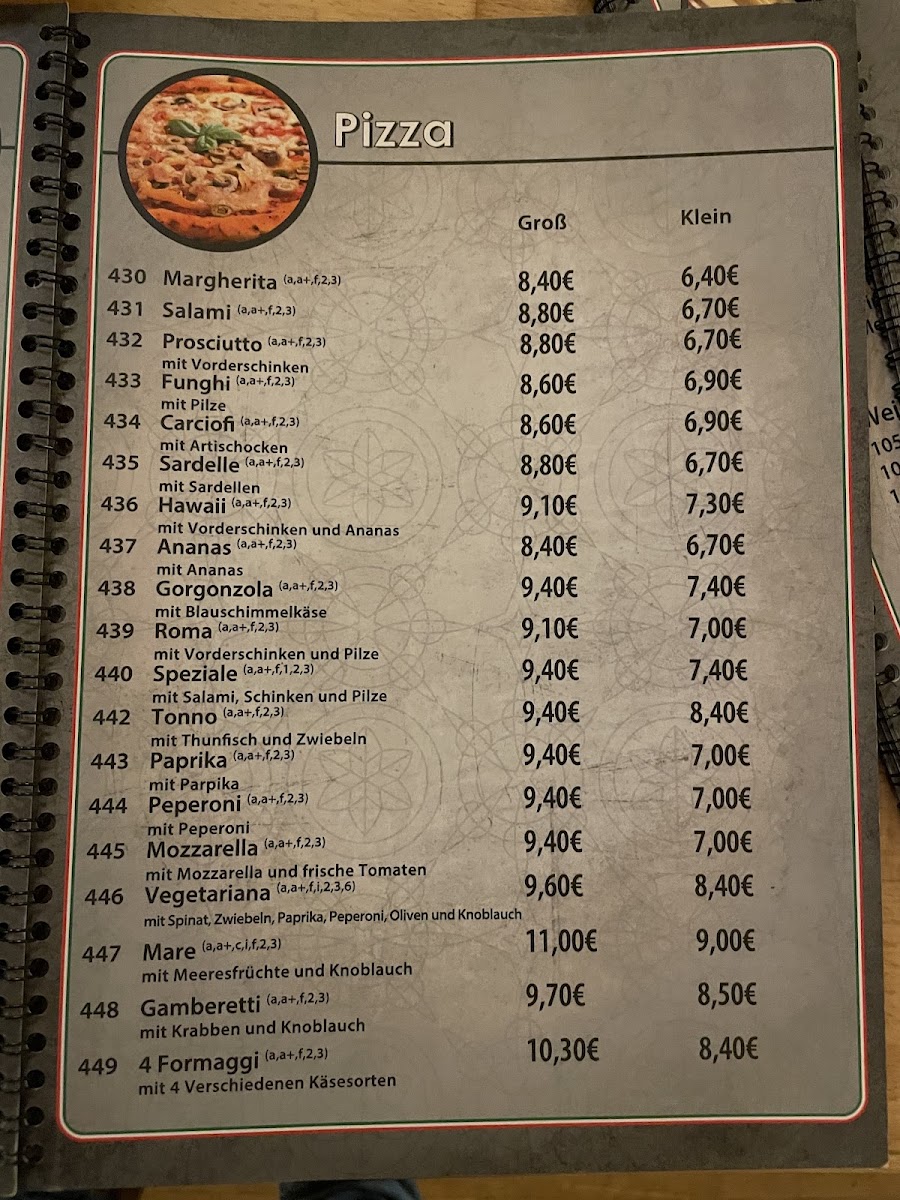 Pizza
Groß Klein
430 Margherita (a,a+,f,2,3) 8,40€ 6,40€
431 Salami (a,a+,f,2,3) 8,80€ 6,70€
432 Prosciutto (a,a+,f,2,3) 8,80€ 6,70€
mit Vorderschinken
433 Funghi (a,a+,f,2,3) 8,60€ 6,90€
mit Pilze
434 Carciofi (a,a+,f,2,3) 8,60€ 6,90€
mit Artischocken
435 Sardelle (a,a+,f,2,3) 8,80€ 6,70€
mit Sardellen
436 Hawaii (a,a+,f,2,3) 9,10€ 7,30€
mit Vorderschinken und Ananas
437 Ananas (a,a+,f,2,3) 8,40€ 6,70€
mit Ananas
438 Gorgonzola (a,a+,f,2,3) 9,40€ 7,40€
mit Blauschimmelkäse
439 Roma (a,a+,f,2,3) 9,10€ 7,00€
mit Vorderschinken und Pilze
440 Speziale (a,a+,f,1,2,3) 9,40€ 7,40€
mit Salami, Schinken und Pilze
442 Tonno (a,a+,f,2,3) 9,40€ 8,40€
mit Thunfisch und Zwiebeln
443 Paprika (a,a+,f,2,3) 9,40€ 7,00€
mit Parpika
444 Peperoni (a,a+,f,2,3) 9,40€ 7,00€
mit Peperoni
445 Mozzarella (a,a+,f,2,3) 9,40€ 7,00€
mit Mozzarella und frische Tomaten
446 Vegetariana (a,a+,f,i,2,3,6) 9,60€ 8,40€
mit Spinat, Zwiebeln, Paprika, Peperoni, Oliven und Knoblauch
447 Mare (a,a+,c,i,f,2,3) 11,00€ 9,00€
mit Meeresfrüchte und Knoblauch
448 Gamberetti (a,a+,f,2,3) 9,70€ 8,50€
mit Krabben und Knoblauch
449 4 Formaggi (a,a+,f,2,3) 10,30€ 8,40€
mit 4 Verschiedenen Käsesorten
105